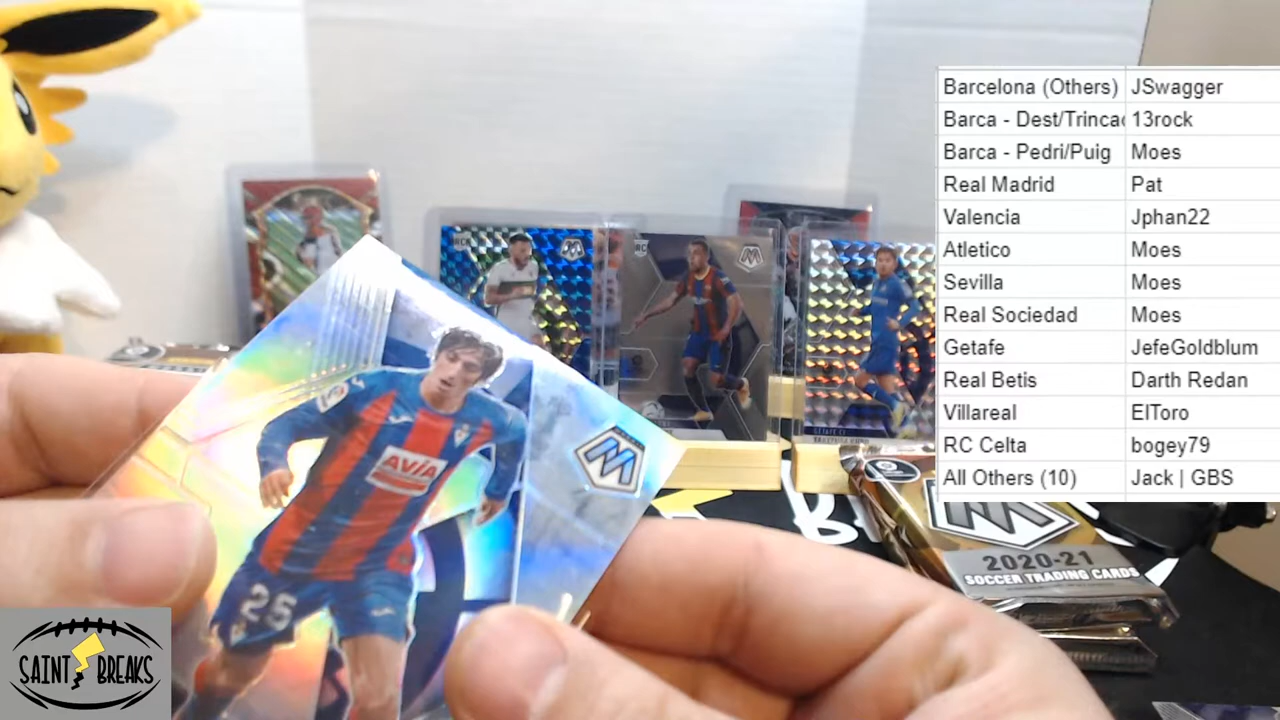 Barcelona (Others) JSwagger
Barca - Dest/Trincao 13rock
Barca - Pedri/Puig Moes
Real Madrid Pat
Valencia Jphan22
Atletico Moes
Sevilla Moes
Real Sociedad Moes
Getafe JefeGoldblum
Real Betis Darth Redan
Villareal ElToro
RC Celta bogey79
All Others (10) Jack | GBS
RC
RC
M
AVIA
25
M
2020-21
SOCCER TRADING CARDS
SAINT BREAKS